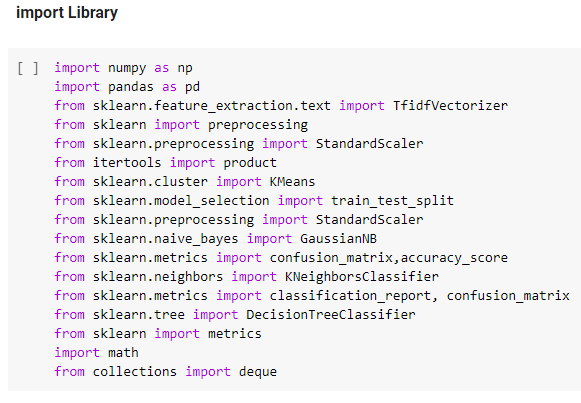 import Library
[ ] import numpy as np
import pandas as pd
from sklearn.feature_extraction.text import TfidfVectorizer
from sklearn import preprocessing
from sklearn.preprocessing import StandardScaler
from itertools import product
from sklearn.cluster import KMeans
from sklearn.model_selection import train_test_split
from sklearn.preprocessing import StandardScaler
from sklearn.naive_bayes import GaussianNB
from sklearn.metrics import confusion_matrix,accuracy_score
from sklearn.neighbors import KNeighborsClassifier
from sklearn.metrics import classification_report, confusion_matrix
from sklearn.tree import DecisionTreeClassifier
from sklearn import metrics
import math
from collections import deque